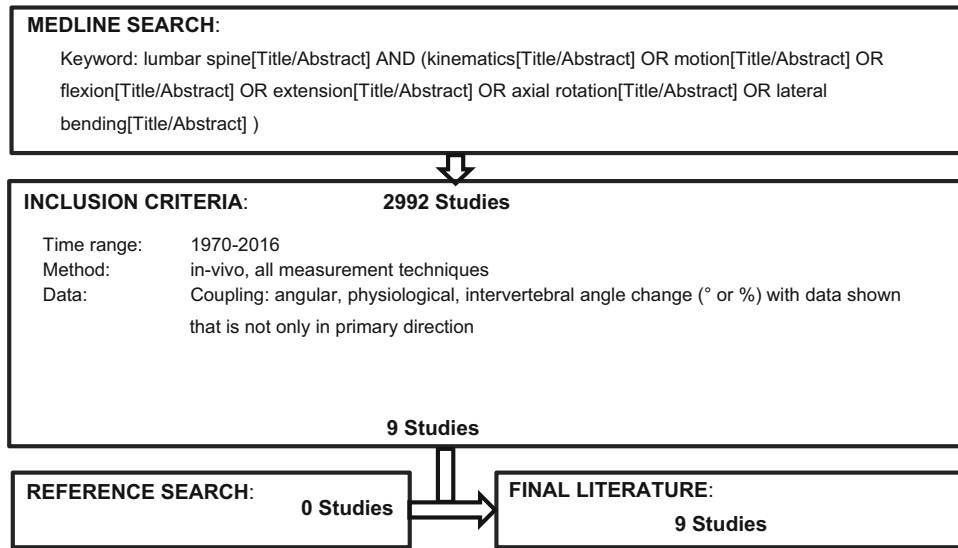 MEDLINE SEARCH:
Keyword: lumbar spine[Title/Abstract] AND (kinematics[Title/Abstract] OR motion[Title/Abstract] OR
flexion[Title/Abstract] OR extension[Title/Abstract] OR axial rotation[Title/Abstract] OR lateral
bending[Title/Abstract] )
INCLUSION CRITERIA: 2992 Studies
Time range: 1970-2016
Method: in-vivo, all measurement techniques
Data: Coupling: angular, physiological, intervertebral angle change (° or %) with data shown
that is not only in primary direction
9 Studies
REFERENCE SEARCH:
0 Studies
FINAL LITERATURE:
9 Studies